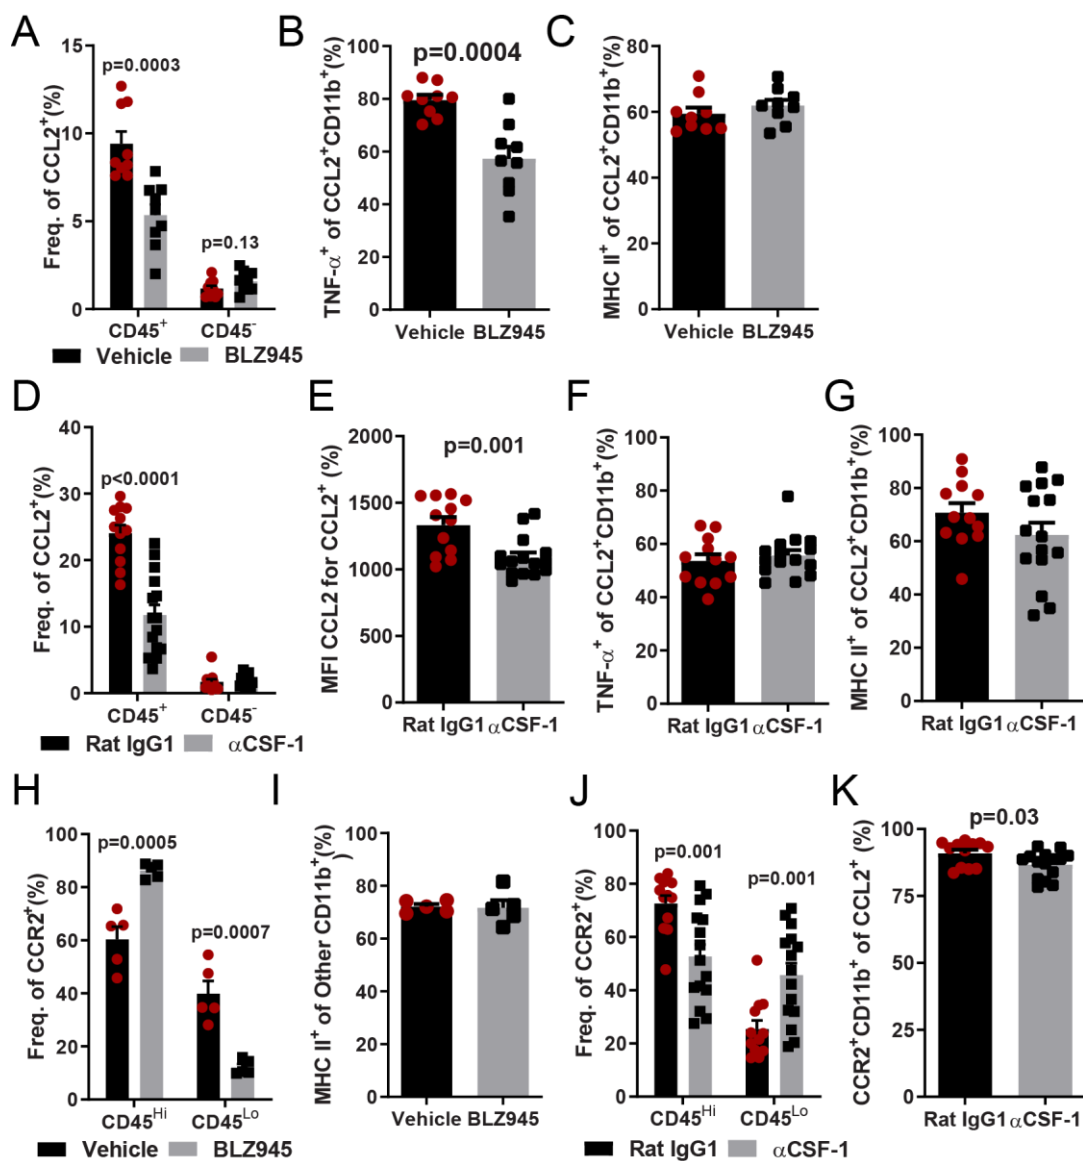 A
Freq. of CCL2+(%)
15
10
5
0
p=0.0003
p=0.13
CD45+
CD45-
Vehicle
BLZ945
B
TNF-α+ of CCL2+CD11b+(%)
100
80
60
40
20
0
p=0.0004
Vehicle BLZ945
C
MHC II+ of CCL2+CD11b+(%)
80
60
40
20
0
Vehicle BLZ945
D
Freq. of CCL2+(%)
40
30
20
10
0
p<0.0001
CD45+
CD45-
Rat IgG1
αCSF-1
E
MFI CCL2 for CCL2+(%)
2000
1500
1000
500
0
p=0.001
Rat IgG1 αCSF-1
F
TNF-α+ of CCL2+CD11b+(%)
100
80
60
40
20
0
Rat IgG1 αCSF-1
G
MHC II+ of CCL2+CD11b+(%)
100
80
60
40
20
0
Rat IgG1 αCSF-1
H
Freq. of CCR2+(%)
100
80
60
40
20
0
p=0.0005
p=0.0007
CD45Hi
CD45Lo
Vehicle
BLZ945
I
MHC II+ of Other CD11b+(%)
)
100
80
60
40
20
0
Vehicle BLZ945
J
Freq. of CCR2+(%)
100
80
60
40
20
0
p=0.001
p=0.001
CD45Hi
CD45Lo
Rat IgG1
αCSF-1
K
CCR2+CD11b+ of CCL2+ (%)
100
75
50
25
0
p=0.03
Rat IgG1 αCSF-1